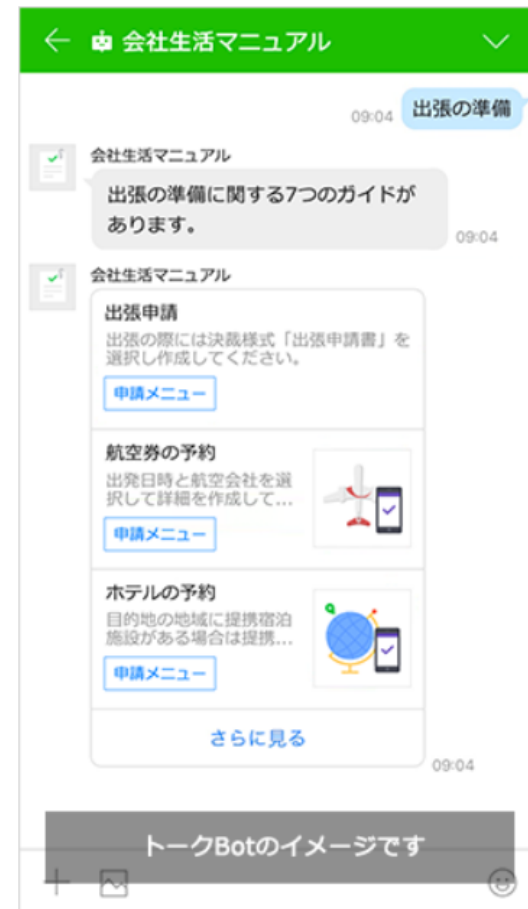 会社生活マニュアル
出張の準備
09:04
会社生活マニュアル
出張の準備に関する7つのガイドが
あります。
09:04
会社生活マニュアル
出張申請
出張の際には決裁様式「出張申請書」を
選択し作成してください。
申請メニュー
航空券の予約
出発日時と航空会社を選
択して詳細を作成して...
申請メニュー
ホテルの予約
目的地の地域に提携宿泊
施設がある場合は提携...
申請メニュー
さらに見る
09:04
トークBotのイメージです